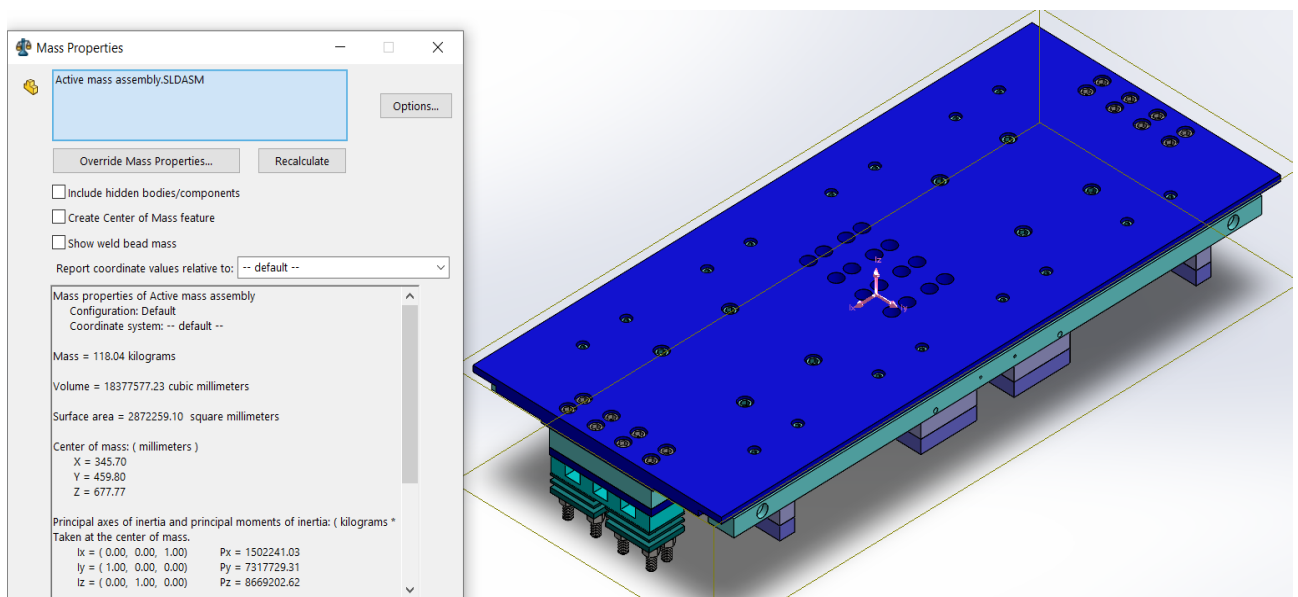 Mass Properties
Active mass assembly.SLDASM
Options...
Override Mass Properties...
Recalculate
Include hidden bodies/components
Create Center of Mass feature
Show weld bead mass
Report coordinate values relative to: -- default --
Mass properties of Active mass assembly
Configuration: Default
Coordinate system: -- default --
Mass = 118.04 kilograms
Volume = 18377577.23 cubic millimeters
Surface area = 2872259.10 square millimeters
Center of mass: ( millimeters )
X = 345.70
Y = 459.80
Z = 677.77
Principal axes of inertia and principal moments of inertia: ( kilograms *
Taken at the center of mass.
Ix = ( 0.00, 0.00, 1.00) Px = 1502241.03
Iy = ( 1.00, 0.00, 0.00) Py = 7317729.31
Iz = ( 0.00, 1.00, 0.00) Pz = 8669202.62
Iz
Ix
Iy